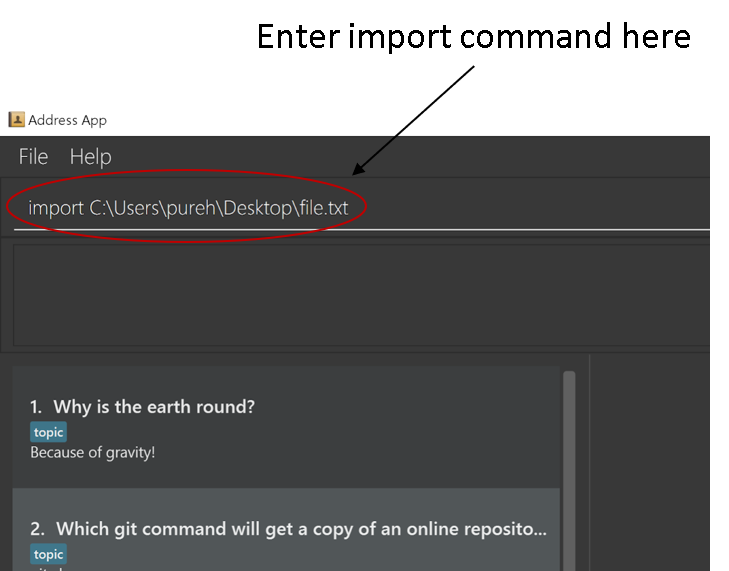 Enter import command here
Address App
File Help
import C:\Users\pureh\Desktop\file.txt
1. Why is the earth round?
topic
Because of gravity!
2. Which git command will get a copy of an online reposito...
topic